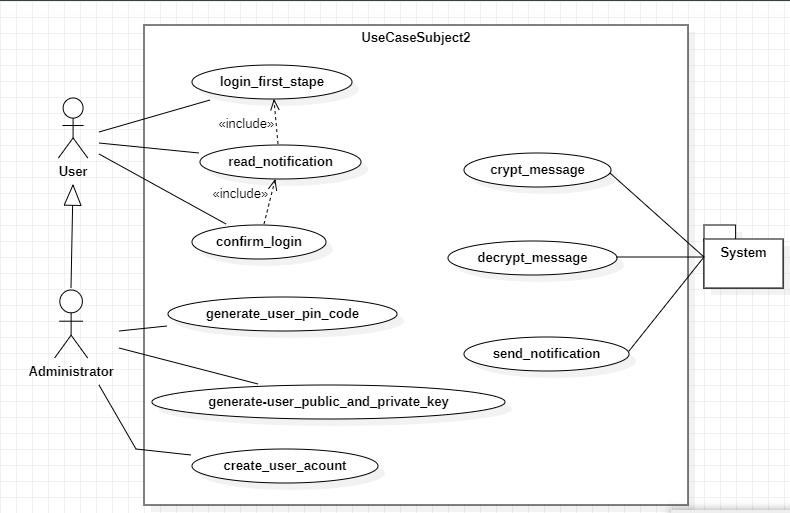 UseCaseSubject2
login_first_stape
«include»
read_notification
«include»
confirm_login
User
crypt_message
decrypt_message
System
send_notification
generate_user_pin_code
Administrator
generate-user_public_and_private_key
create_user_acount